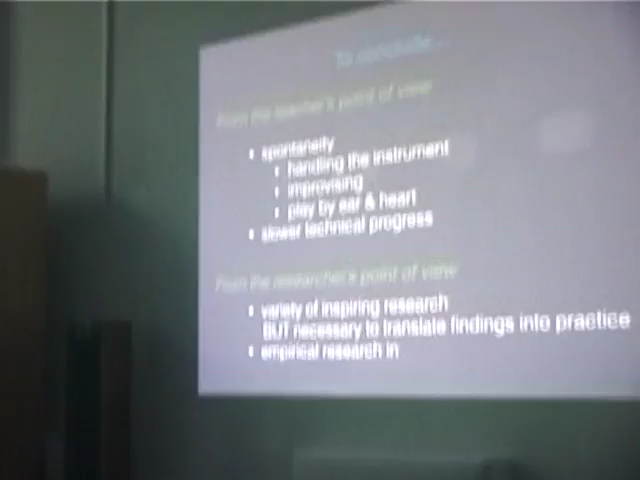 To conclude...
from the teacher's point of view
• spontaneity
• handling the instrument
• improvising
• play by ear & heart
• slower technical progress
from the researcher's point of view
• variety of inspiring research
BUT necessary to translate findings into practice
• empirical research in